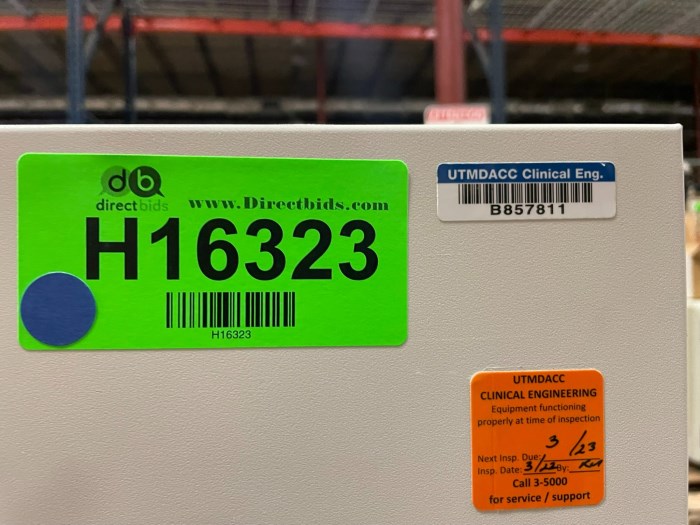 db
directbids
www.Directbids.com
H16323
H16323
UTMDACC Clinical Eng.
B857811
UTMDACC
CLINICAL ENGINEERING
Equipment functioning
properly at time of inspection
Next Insp. Due: 3/23
Insp. Date: 3/22 By:
Call 3-5000
for service / support